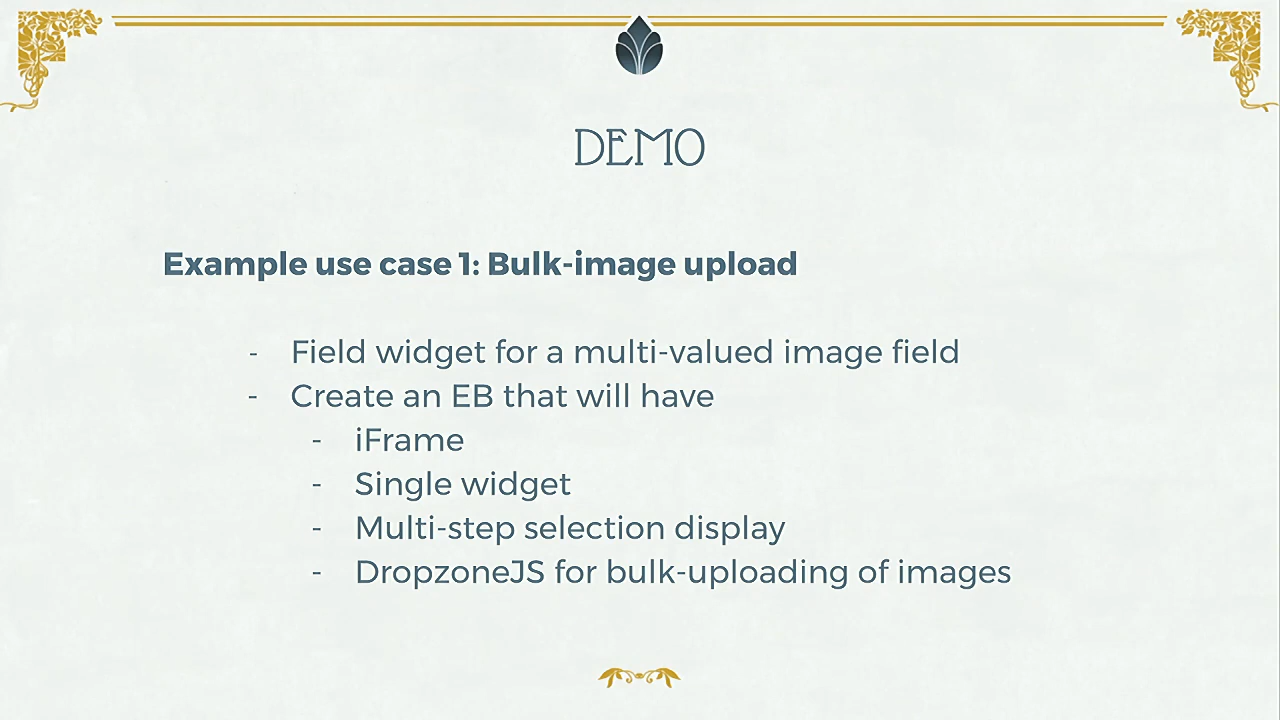 DEMO
Example use case 1: Bulk-image upload
- Field widget for a multi-valued image field
- Create an EB that will have
- iFrame
- Single widget
- Multi-step selection display
- DropzoneJS for bulk-uploading of images